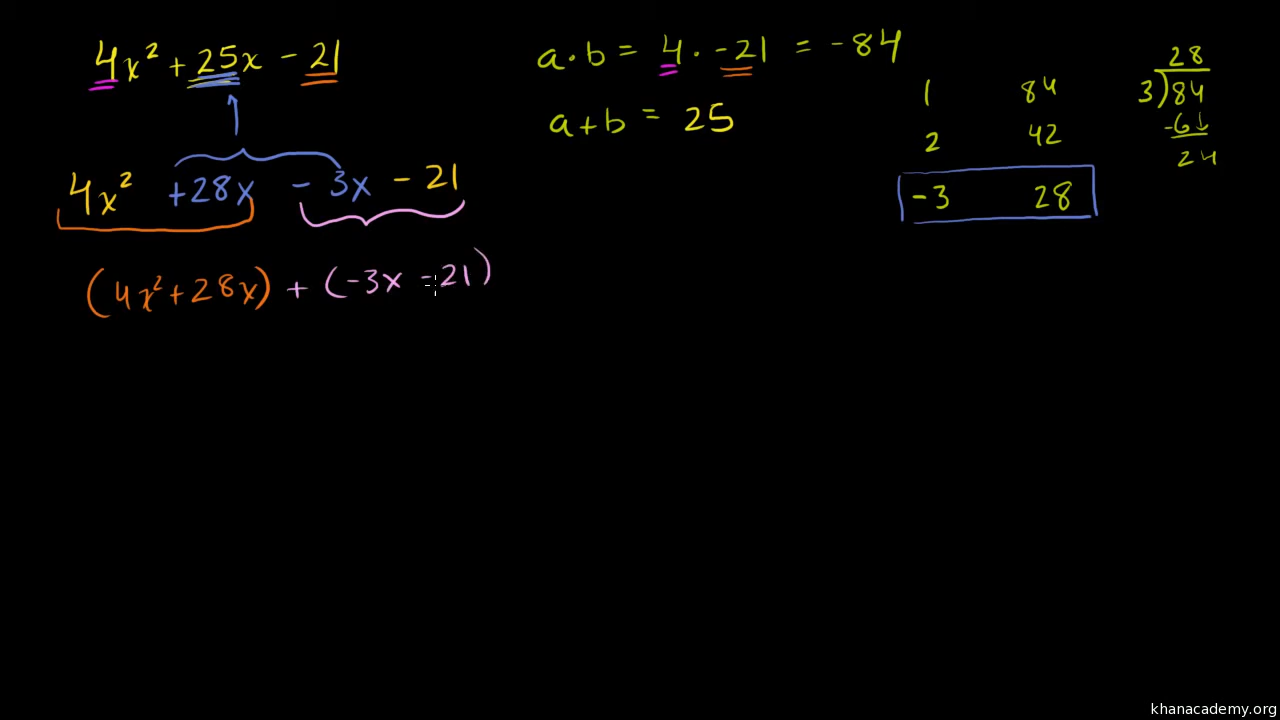 4x² + 25x - 21
a·b = 4 · -21 = -84
a+b = 25
1 84
2 42
-3 28
28
3)84
-6↓
24
4x² +28x - 3x - 21
(4x²+28x) + (-3x -21)
khanacademy.org